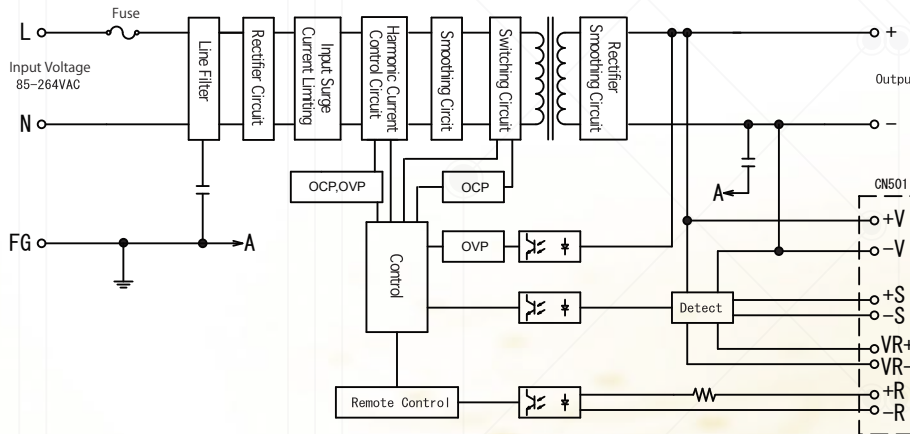 Fuse
L
Input Voltage
85-264VAC
N
FG
A
Line Filter
Rectifier Circuit
Input Surge
Current Limiting
Harmonic Current
Control Circuit
Smoothing Circit
Switching Circuit
Rectifier
Smoothing Circuit
+
Output
-
A
CN501
OCP,OVP
OCP
OVP
Control
Detect
Remote Control
+V
-V
+S
-S
VR+
VR-
+R
-R